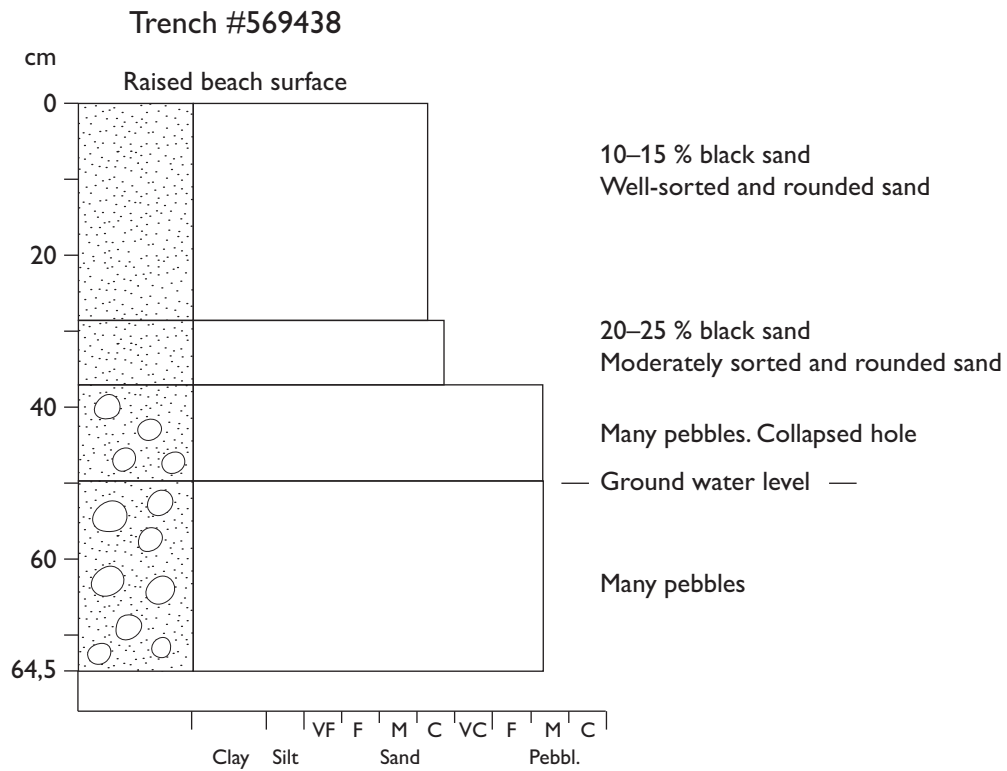 Trench #569438
cm
Raised beach surface
0
10–15 % black sand
Well-sorted and rounded sand
20
20–25 % black sand
Moderately sorted and rounded sand
40
Many pebbles. Collapsed hole
Ground water level
60
Many pebbles
64,5
VF F M C VC F M C
Clay Silt Sand Pebbl.